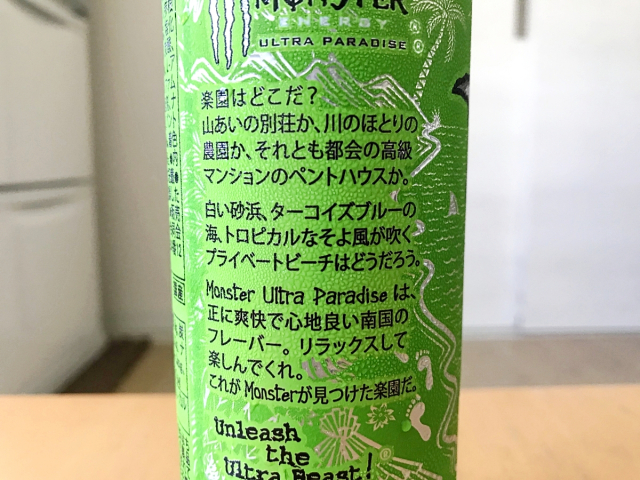 MONSTER
ENERGY
ULTRA PARADISE
楽園はどこだ？
山あいの別荘か、川のほとりの
農園か、それとも都会の高級
マンションのペントハウスか。
白い砂浜、ターコイズブルーの
海、トロピカルなそよ風が吹く
プライベートビーチはどうだろう。
Monster Ultra Paradise は、
正に爽快で心地良い南国の
フレーバー。リラックスして
楽しんでくれ。
これが Monsterが見つけた楽園だ。
Unleash
the
Ultra Beast!